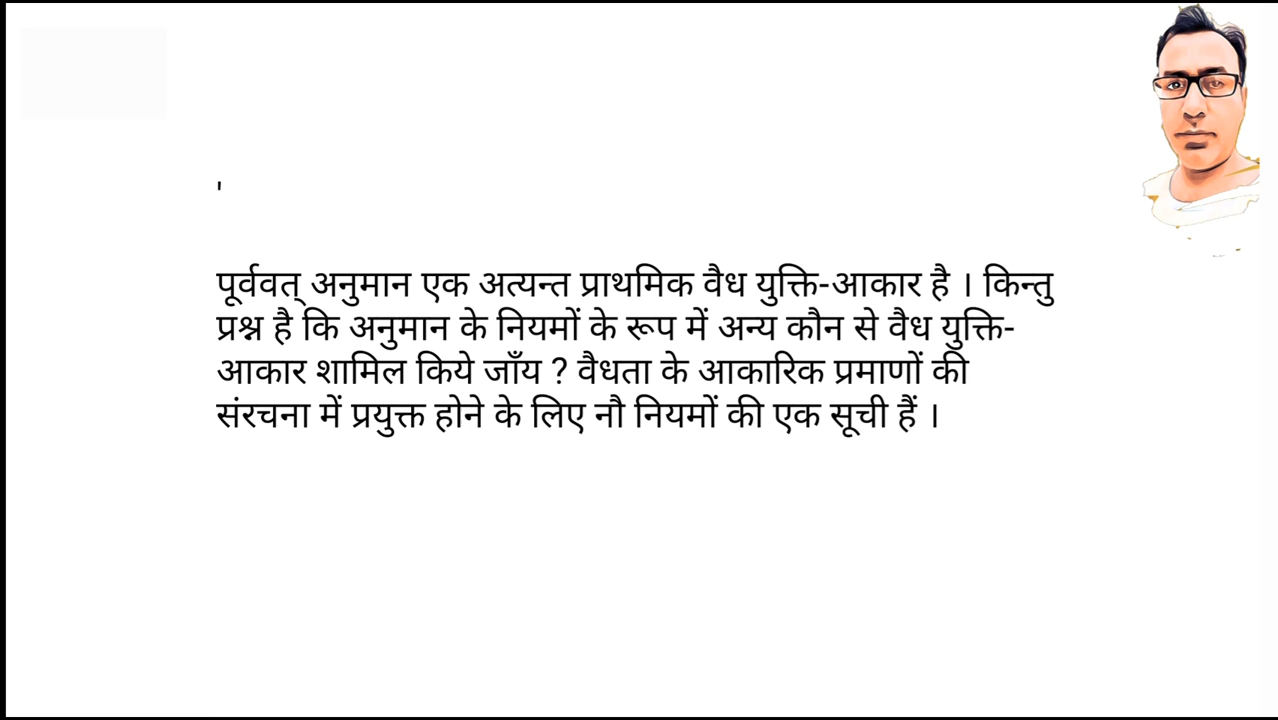 '
पूर्ववत् अनुमान एक अत्यन्त प्राथमिक वैध युक्ति-आकार है । किन्तु
प्रश्न है कि अनुमान के नियमों के रूप में अन्य कौन से वैध युक्ति-
आकार शामिल किये जाँय ? वैधता के आकारिक प्रमाणों की
संरचना में प्रयुक्त होने के लिए नौ नियमों की एक सूची हैं ।